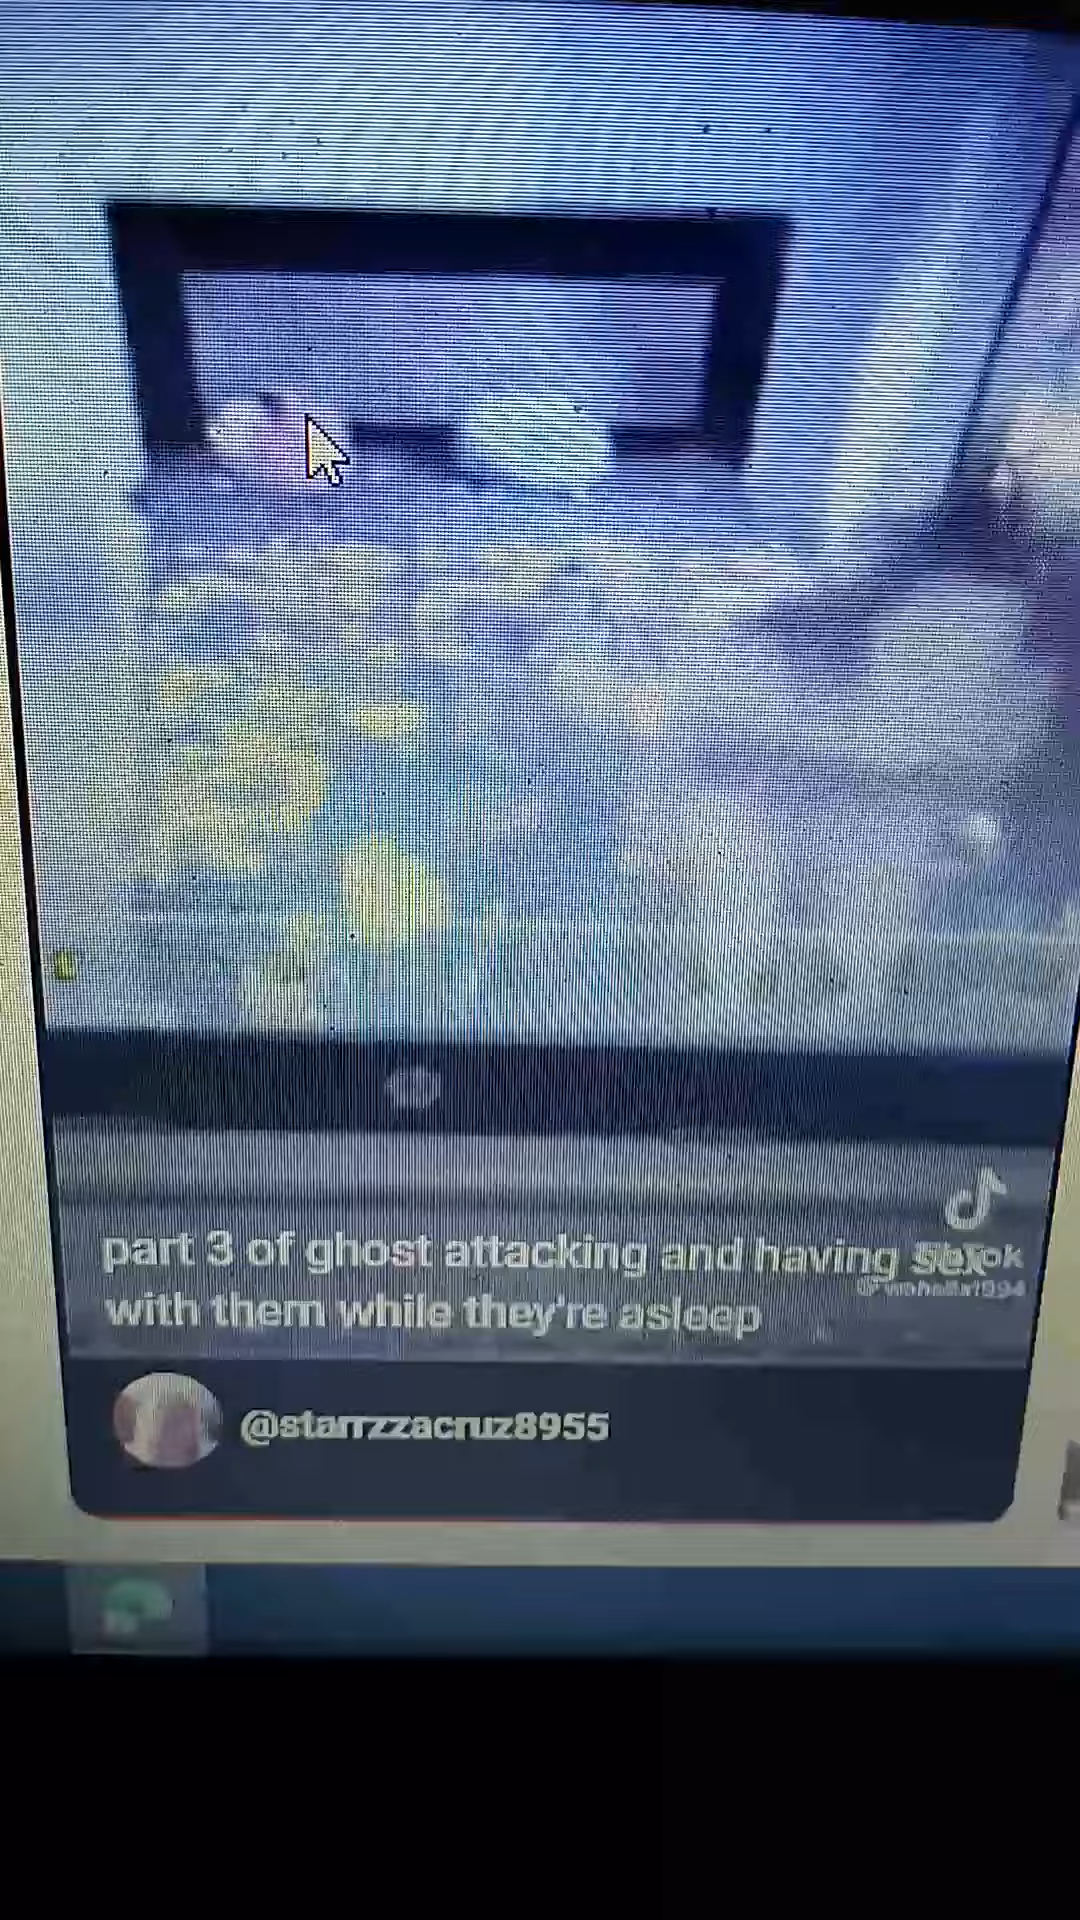 part 3 of ghost attacking and having sex
with them while they're asleep
@starrzzacruz8955